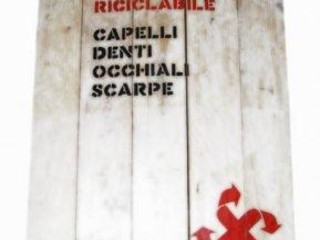 RICICLABILE
CAPELLI
DENTI
OCCHIALI
SCARPE